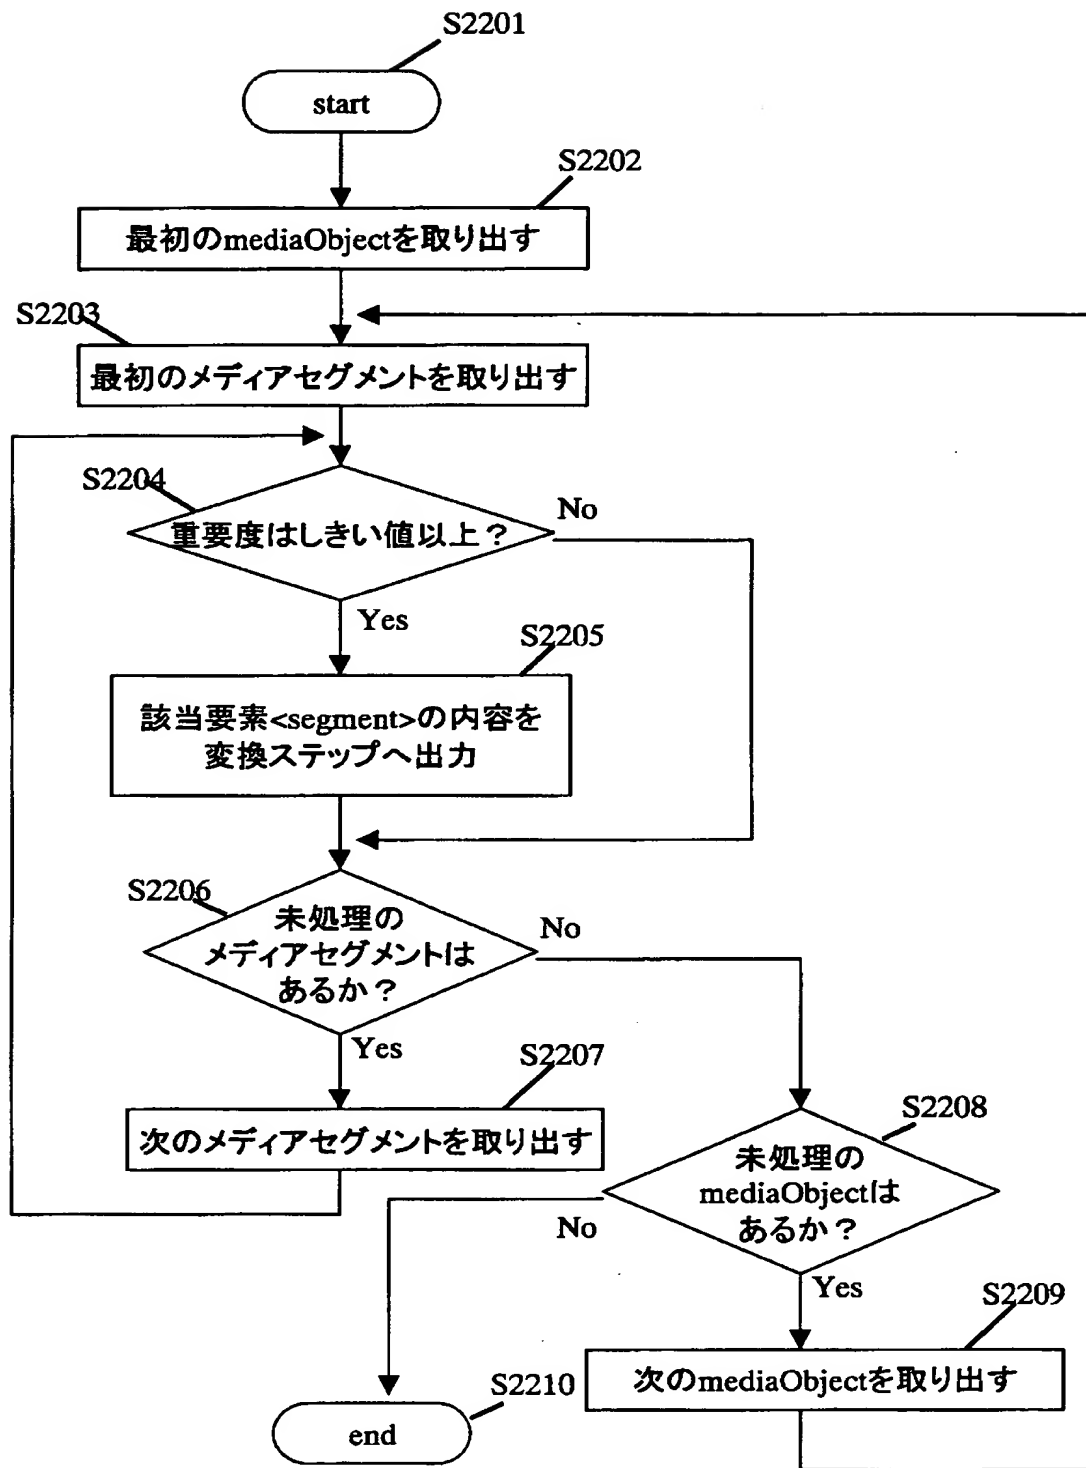 S2201
start
S2202
最初のmediaObjectを取り出す
S2203
最初のメディアセグメントを取り出す
S2204
重要度はしきい値以上？
No
Yes
S2205
該当要素<segment>の内容を
変換ステップへ出力
S2206
未処理の
メディアセグメントは
あるか？
No
Yes
S2207
次のメディアセグメントを取り出す
S2208
未処理の
mediaObjectは
あるか？
No
Yes
S2209
次のmediaObjectを取り出す
S2210
end